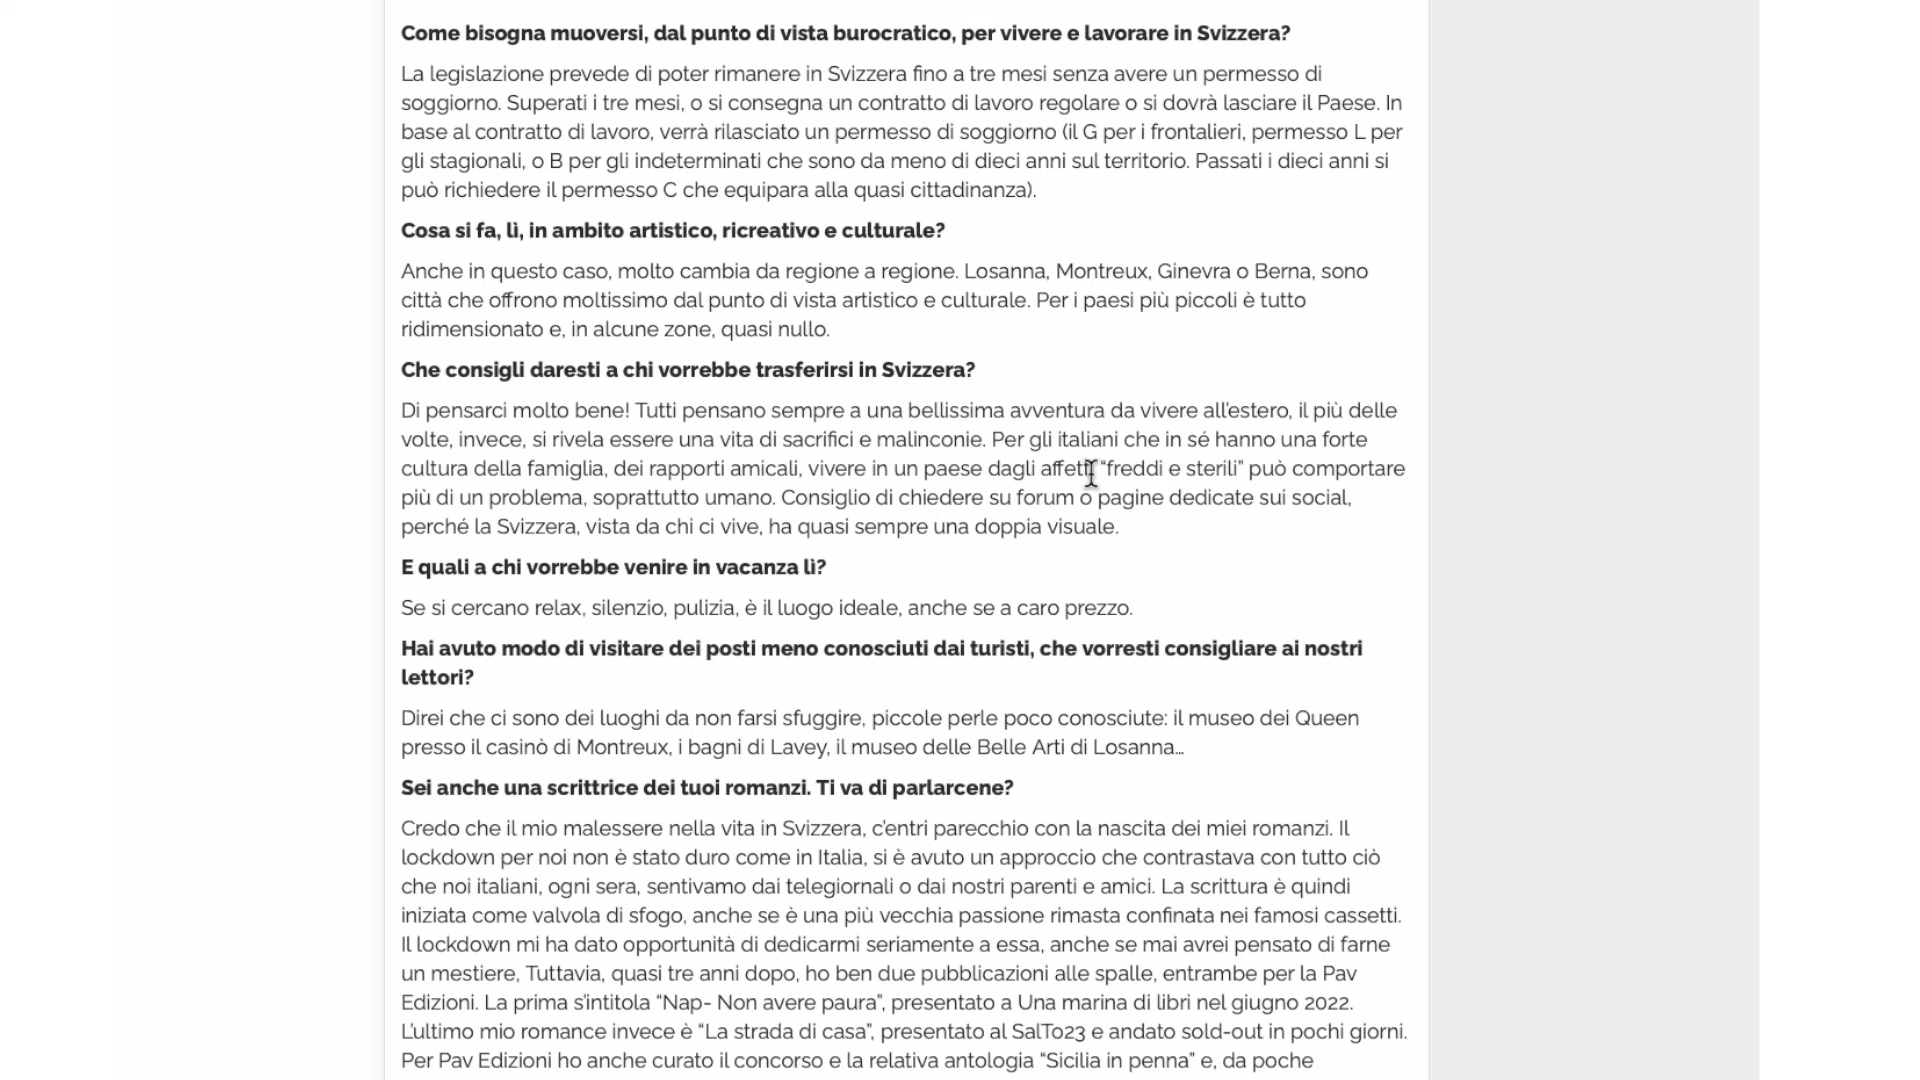 Come bisogna muoversi, dal punto di vista burocratico, per vivere e lavorare in Svizzera?
La legislazione prevede di poter rimanere in Svizzera fino a tre mesi senza avere un permesso di
soggiorno. Superati i tre mesi, o si consegna un contratto di lavoro regolare o si dovrà lasciare il Paese. In
base al contratto di lavoro, verrà rilasciato un permesso di soggiorno (il G per i frontalieri, permesso L per
gli stagionali, o B per gli indeterminati che sono da meno di dieci anni sul territorio. Passati i dieci anni si
può richiedere il permesso C che equipara alla quasi cittadinanza).
Cosa si fa, lì, in ambito artistico, ricreativo e culturale?
Anche in questo caso, molto cambia da regione a regione. Losanna, Montreux, Ginevra o Berna, sono
città che offrono moltissimo dal punto di vista artistico e culturale. Per i paesi più piccoli è tutto
ridimensionato e, in alcune zone, quasi nullo.
Che consigli daresti a chi vorrebbe trasferirsi in Svizzera?
Di pensarci molto bene! Tutti pensano sempre a una bellissima avventura da vivere all'estero, il più delle
volte, invece, si rivela essere una vita di sacrifici e malinconie. Per gli italiani che in sé hanno una forte
cultura della famiglia, dei rapporti amicali, vivere in un paese dagli affetti “freddi e sterili” può comportare
più di un problema, soprattutto umano. Consiglio di chiedere su forum o pagine dedicate sui social,
perché la Svizzera, vista da chi ci vive, ha quasi sempre una doppia visuale.
E quali a chi vorrebbe venire in vacanza lì?
Se si cercano relax, silenzio, pulizia, è il luogo ideale, anche se a caro prezzo.
Hai avuto modo di visitare dei posti meno conosciuti dai turisti, che vorresti consigliare ai nostri
lettori?
Direi che ci sono dei luoghi da non farsi sfuggire, piccole perle poco conosciute: il museo dei Queen
presso il casinò di Montreux, i bagni di Lavey, il museo delle Belle Arti di Losanna…
Sei anche una scrittrice dei tuoi romanzi. Ti va di parlarcene?
Credo che il mio malessere nella vita in Svizzera, c'entri parecchio con la nascita dei miei romanzi. Il
lockdown per noi non è stato duro come in Italia, si è avuto un approccio che contrastava con tutto ciò
che noi italiani, ogni sera, sentivamo dai telegiornali o dai nostri parenti e amici. La scrittura è quindi
iniziata come valvola di sfogo, anche se è una più vecchia passione rimasta confinata nei famosi cassetti.
Il lockdown mi ha dato opportunità di dedicarmi seriamente a essa, anche se mai avrei pensato di farne
un mestiere, Tuttavia, quasi tre anni dopo, ho ben due pubblicazioni alle spalle, entrambe per la Pav
Edizioni. La prima s'intitola “Nap- Non avere paura”, presentato a Una marina di libri nel giugno 2022.
L'ultimo mio romance invece è “La strada di casa”, presentato al SalTo23 e andato sold-out in pochi giorni.
Per Pav Edizioni ho anche curato il concorso e la relativa antologia “Sicilia in penna” e, da poche